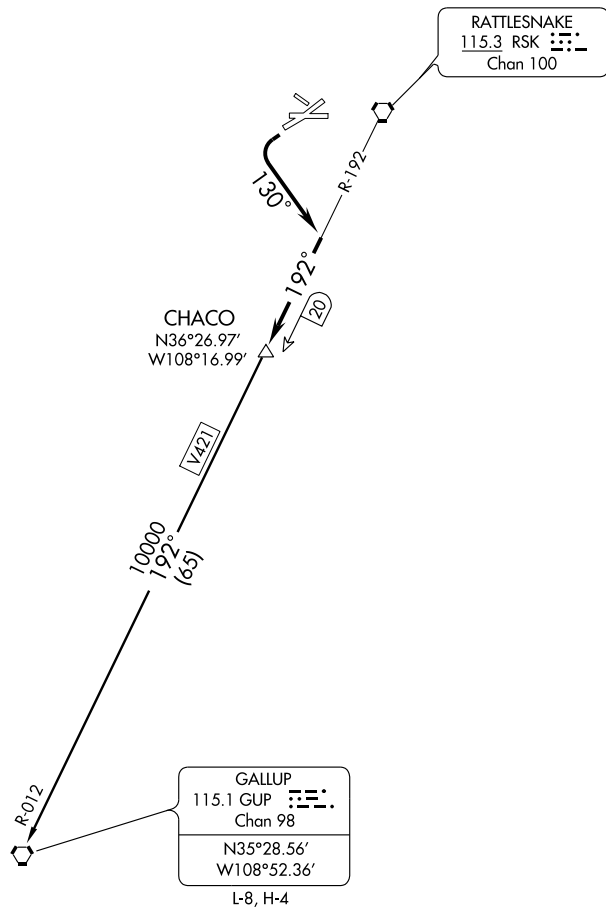 RATTLESNAKE
115.3 RSK
Chan 100
R-192
130°
192°
20
CHACO
N36°26.97'
W108°16.99'
V421
10000
192°
(65)
R-012
GALLUP
115.1 GUP
Chan 98
N35°28.56'
W108°52.36'
L-8, H-4